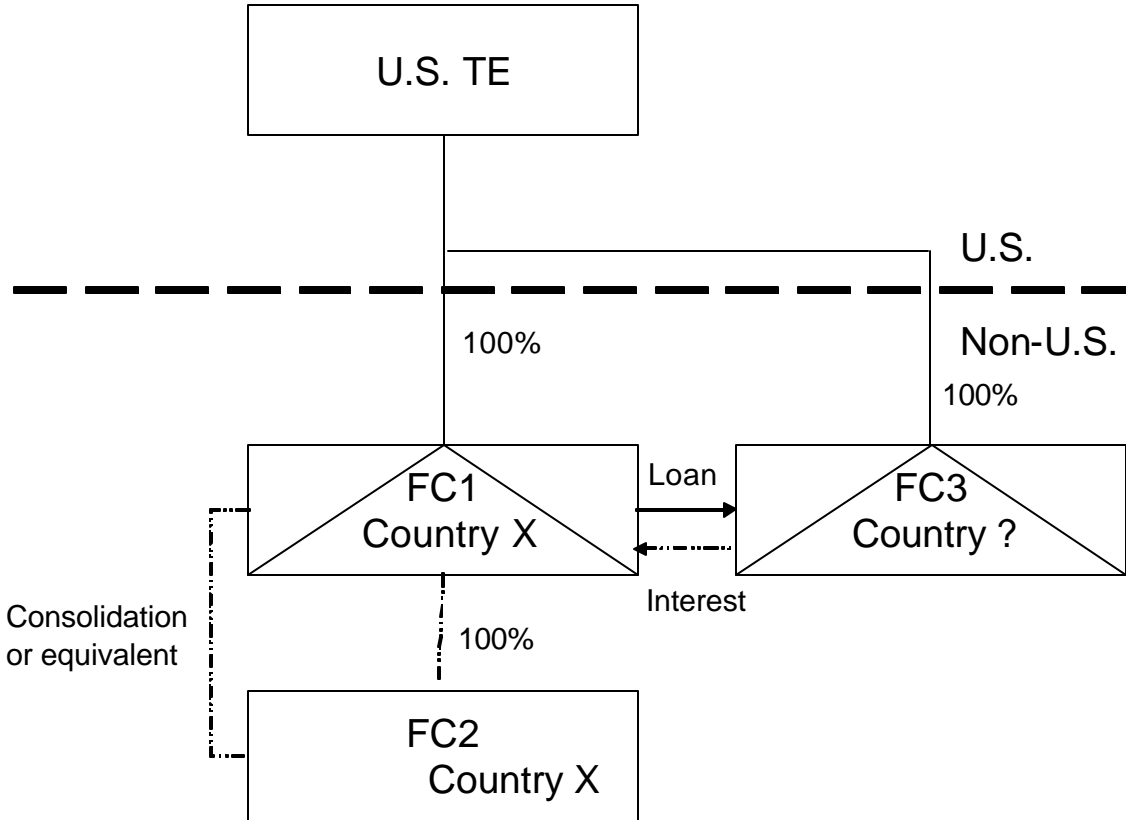 U.S. TE
U.S.
Non-U.S.
100%
100%
FC1
Country X
Loan
FC3
Country ?
Interest
Consolidation
or equivalent
100%
FC2
Country X